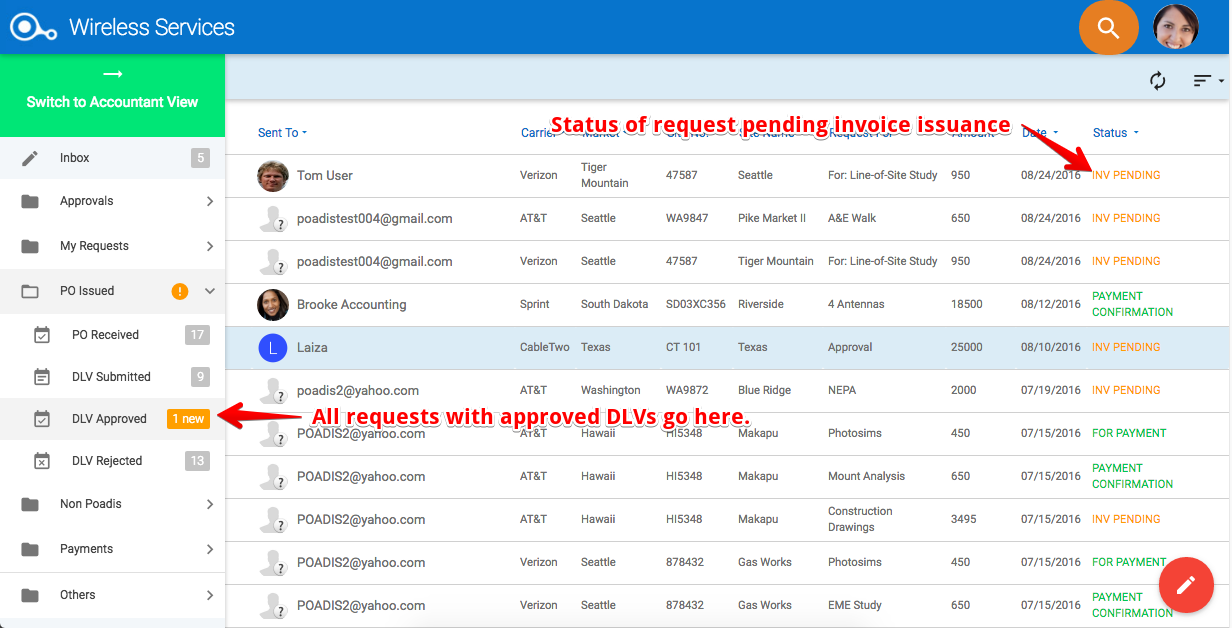 Wireless Services
Switch to Accountant View
Inbox 5
Approvals
My Requests
PO Issued !
PO Received 17
DLV Submitted 9
DLV Approved 1 new
DLV Rejected 13
Non Poadis
Payments
Others
Status of request pending invoice issuance
Sent To Carrier Date Status
Tom User Verizon Tiger Mountain 47587 Seattle For: Line-of-Site Study 950 08/24/2016 INV PENDING
poadistest004@gmail.com AT&T Seattle WA9847 Pike Market II A&E Walk 650 08/24/2016 INV PENDING
poadistest004@gmail.com Verizon Seattle 47587 Tiger Mountain For: Line-of-Site Study 950 08/24/2016 INV PENDING
Brooke Accounting Sprint South Dakota SD03XC356 Riverside 4 Antennas 18500 08/12/2016 PAYMENT CONFIRMATION
L Laiza CableTwo Texas CT 101 Texas Approval 25000 08/10/2016 INV PENDING
poadis2@yahoo.com AT&T Washington WA9872 Blue Ridge NEPA 2000 07/19/2016 INV PENDING
All requests with approved DLVs go here.
POADIS2@yahoo.com AT&T Hawaii HI5348 Makapu Photosims 450 07/15/2016 FOR PAYMENT
POADIS2@yahoo.com AT&T Hawaii HI5348 Makapu Mount Analysis 650 07/15/2016 PAYMENT CONFIRMATION
POADIS2@yahoo.com AT&T Hawaii HI5348 Makapu Construction Drawings 3495 07/15/2016 INV PENDING
POADIS2@yahoo.com Verizon Seattle 878432 Gas Works Photosims 450 07/15/2016 FOR PAYMENT
POADIS2@yahoo.com Verizon Seattle 878432 Gas Works EME Study 650 07/15/2016 PAYMENT CONFIRMATION